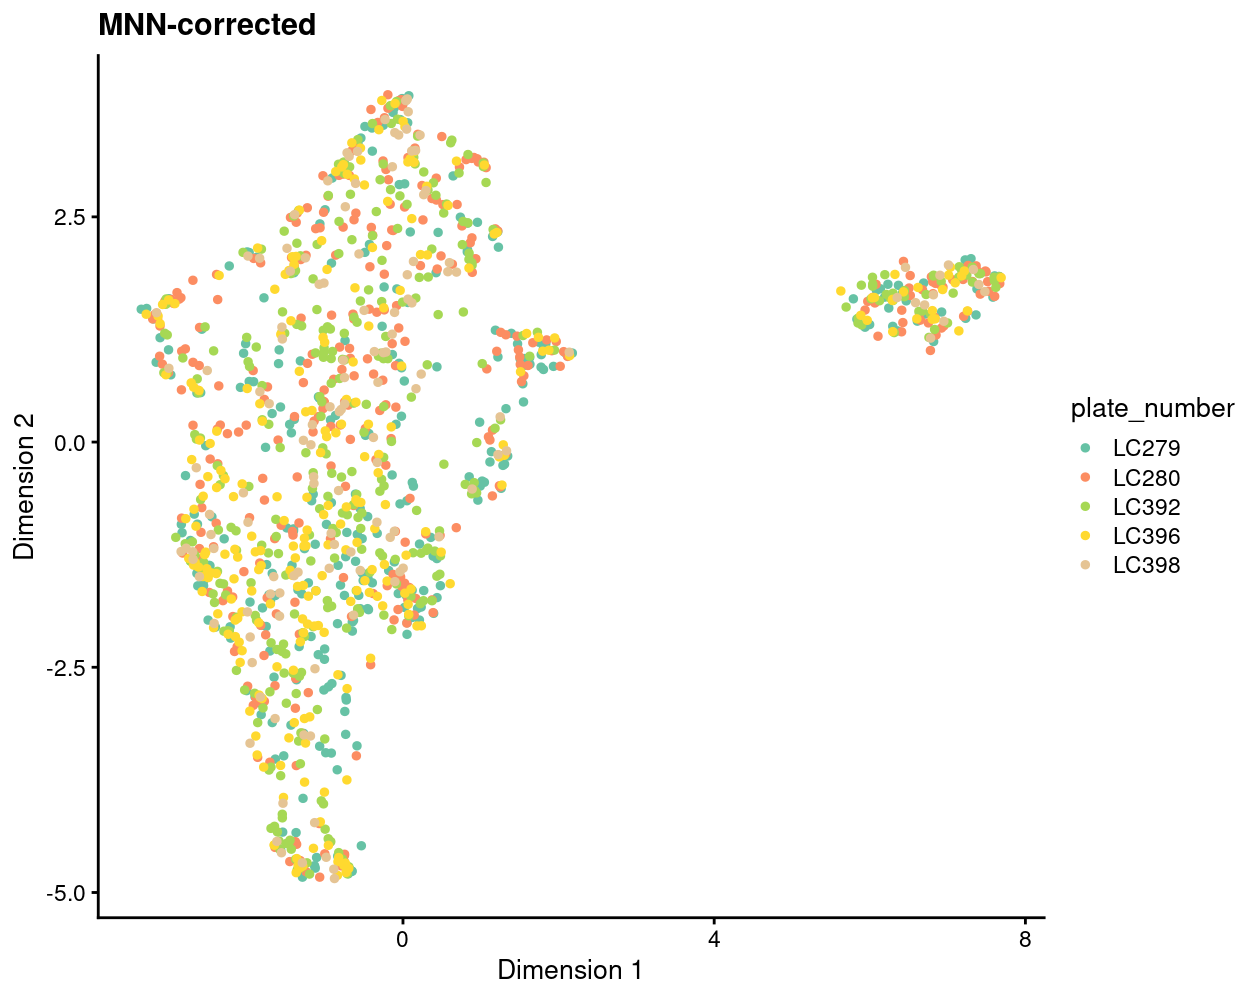 MNN-corrected
2.5
0.0
-2.5
-5.0
Dimension 2
0
4
8
Dimension 1
plate_number
LC279
LC280
LC392
LC396
LC398